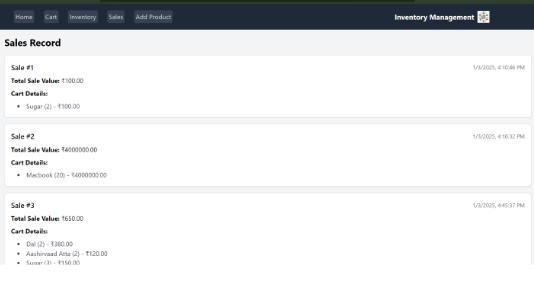 Home Cart Inventory Sales Add Product Inventory Management
Sales Record
Sale #1 1/3/2025, 4:10:46 PM
Total Sale Value: ₹100.00
Cart Details:
Sugar (2) - ₹100.00
Sale #2 1/3/2025, 4:16:32 PM
Total Sale Value: ₹4000000.00
Cart Details:
Macbook (20) - ₹4000000.00
Sale #3 1/3/2025, 4:45:37 PM
Total Sale Value: ₹650.00
Cart Details:
Dal (2) - ₹380.00
Aashirvaad Atta (2) - ₹120.00
Sugar (3) - ₹150.00